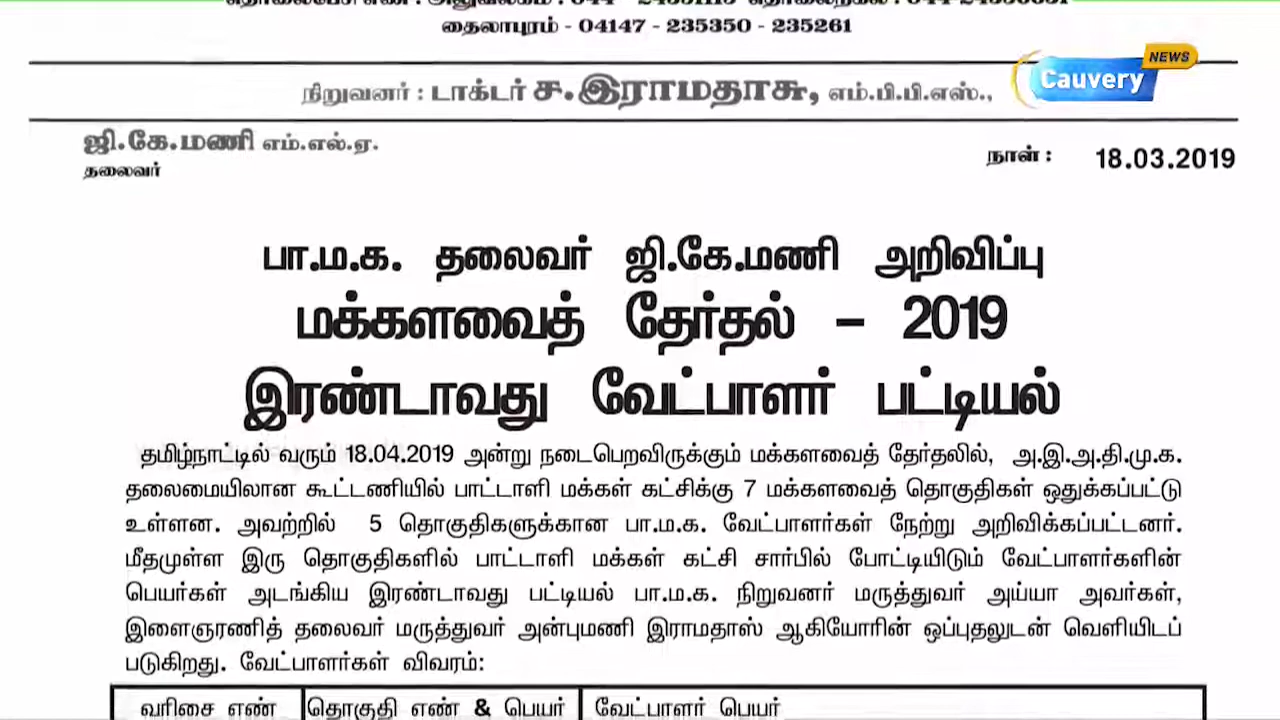 தைலாபுரம் - 04147 - 235350 - 235261
NEWS
Cauvery
நிறுவனர் : டாக்டர் ச.இராமதாசு, எம்.பி.பி.எஸ்.,
ஜி.கே.மணி எம்.எல்.ஏ.
தலைவர்
நாள் : 18.03.2019
பா.ம.க. தலைவர் ஜி.கே.மணி அறிவிப்பு
மக்களவைத் தேர்தல் – 2019
இரண்டாவது வேட்பாளர் பட்டியல்
தமிழ்நாட்டில் வரும் 18.04.2019 அன்று நடைபெறவிருக்கும் மக்களவைத் தேர்தலில், அ.இ.அ.தி.மு.க.
தலைமையிலான கூட்டணியில் பாட்டாளி மக்கள் கட்சிக்கு 7 மக்களவைத் தொகுதிகள் ஒதுக்கப்பட்டு
உள்ளன. அவற்றில் 5 தொகுதிகளுக்கான பா.ம.க. வேட்பாளர்கள் நேற்று அறிவிக்கப்பட்டனர்.
மீதமுள்ள இரு தொகுதிகளில் பாட்டாளி மக்கள் கட்சி சார்பில் போட்டியிடும் வேட்பாளர்களின்
பெயர்கள் அடங்கிய இரண்டாவது பட்டியல் பா.ம.க. நிறுவனர் மருத்துவர் அய்யா அவர்கள்,
இளைஞரணித் தலைவர் மருத்துவர் அன்புமணி இராமதாஸ் ஆகியோரின் ஒப்புதலுடன் வெளியிடப்
படுகிறது. வேட்பாளர்கள் விவரம்:
வரிசை எண் தொகுதி எண் & பெயர் வேட்பாளர் பெயர்